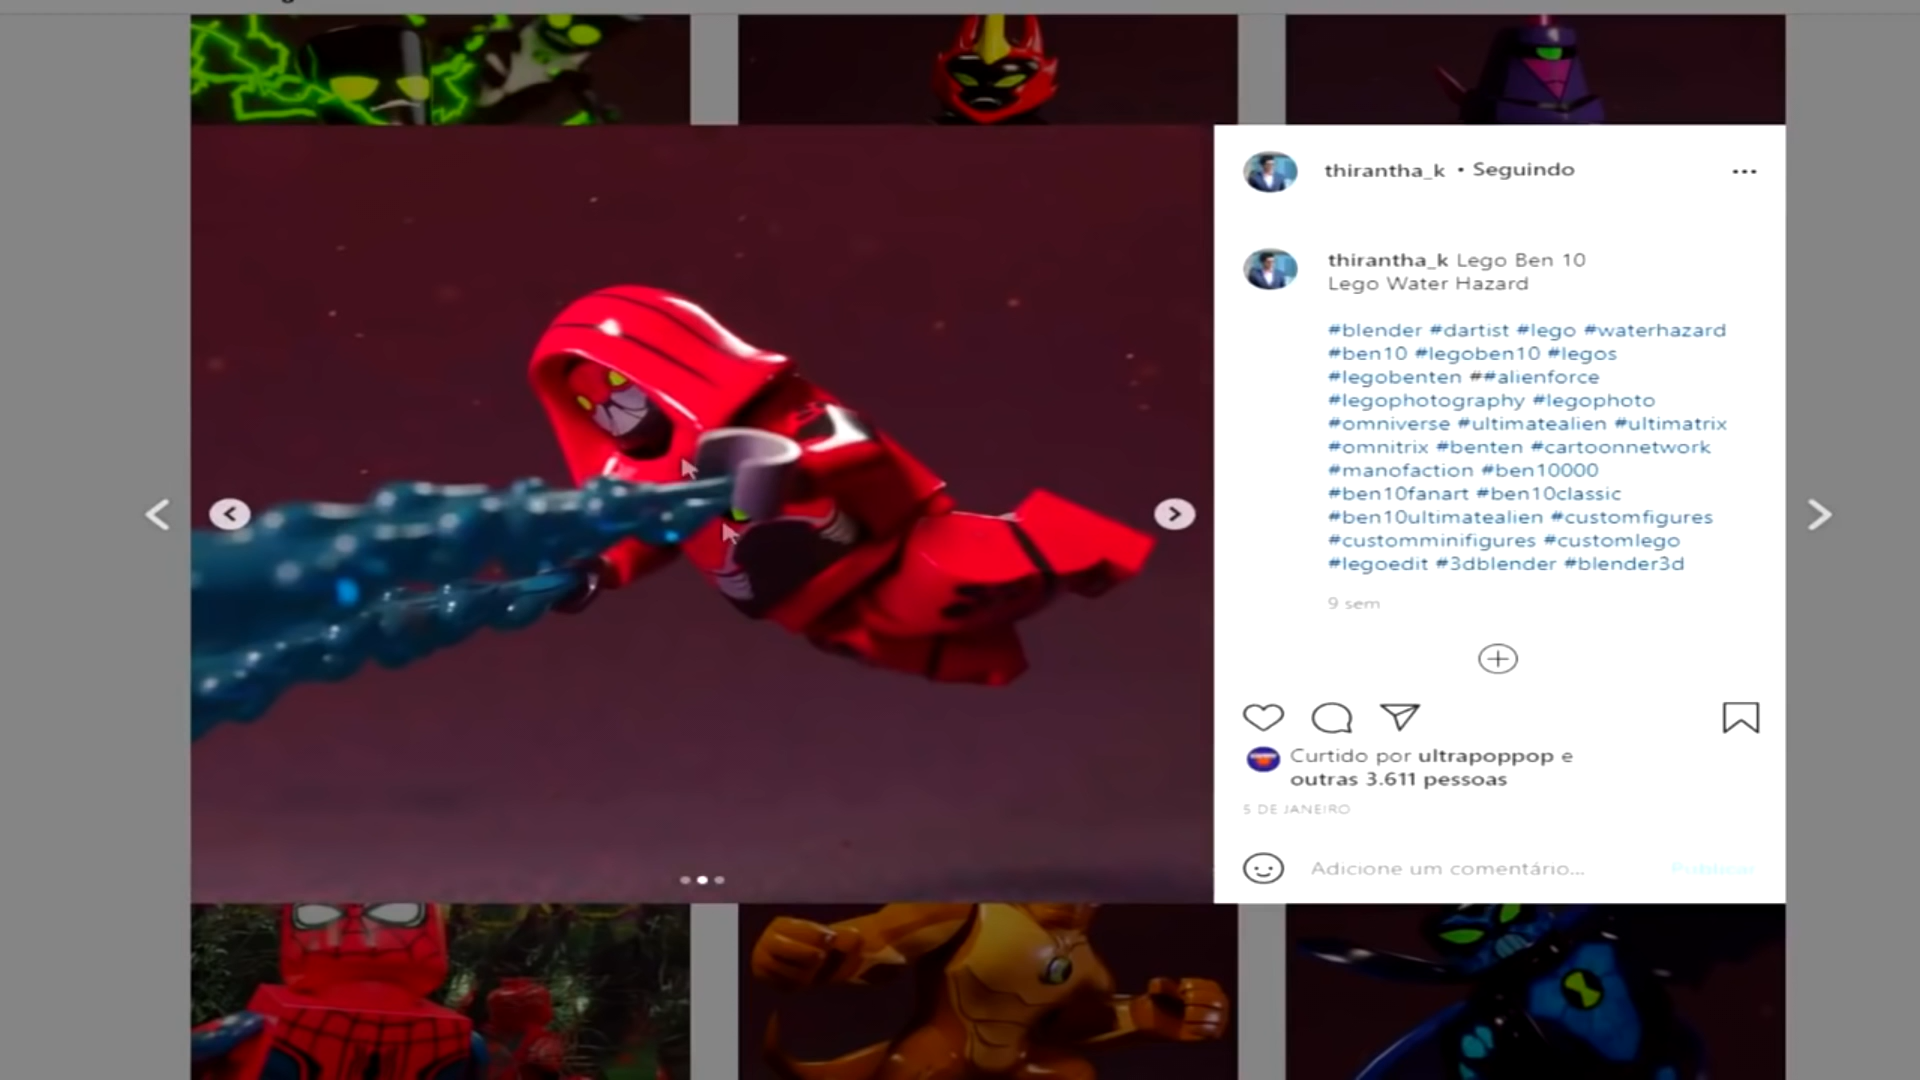 thirantha_k • Seguindo
thirantha_k Lego Ben 10
Lego Water Hazard
#blender #dartist #lego #waterhazard
#ben10 #legoben10 #legos
#legobenten ##alienforce
#legophotography #legophoto
#omniverse #ultimatealien #ultimatrix
#omnitrix #benten #cartoonnetwork
#manofaction #ben10000
#ben10fanart #ben10classic
#ben10ultimatealien #customfigures
#customminifigures #customlego
#legoedit #3dblender #blender3d
9 sem
Curtido por ultrapoppop e
outras 3.611 pessoas
5 DE JANEIRO
Adicione um comentário... Publicar